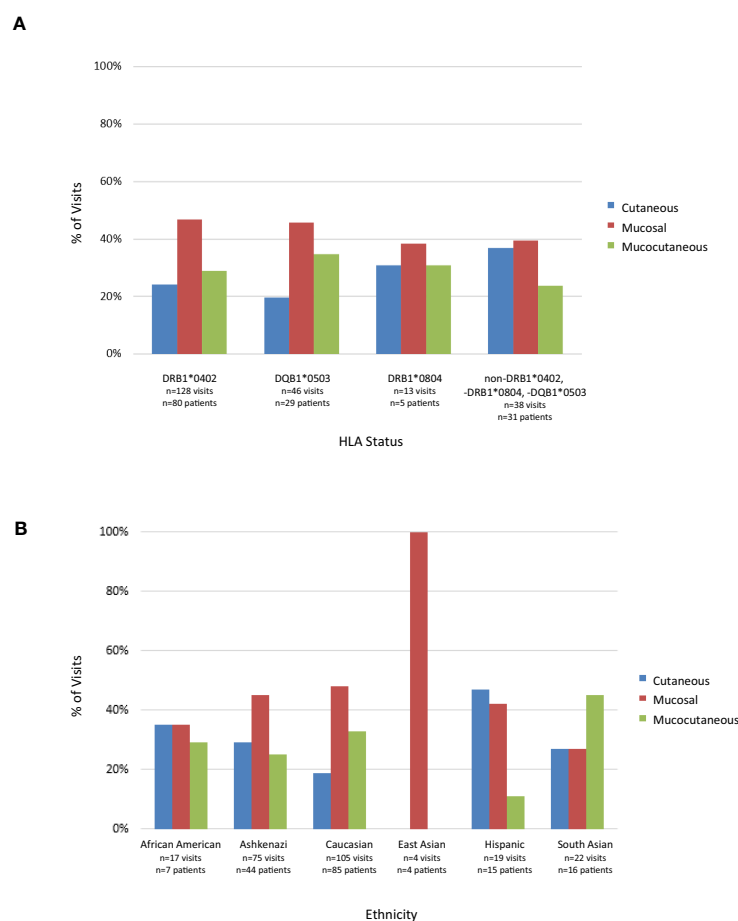 A
100%
80%
60%
40%
20%
0%
% of Visits
Cutaneous
Mucosal
Mucocutaneous
DRB1*0402
n=128 visits
n=80 patients
DQB1*0503
n=46 visits
n=29 patients
DRB1*0804
n=13 visits
n=5 patients
non-DRB1*0402,
-DRB1*0804, -DQB1*0503
n=38 visits
n=31 patients
HLA Status
B
100%
80%
60%
40%
20%
0%
% of Visits
Cutaneous
Mucosal
Mucocutaneous
African American
n=17 visits
n=7 patients
Ashkenazi
n=75 visits
n=44 patients
Caucasian
n=105 visits
n=85 patients
East Asian
n=4 visits
n=4 patients
Hispanic
n=19 visits
n=15 patients
South Asian
n=22 visits
n=16 patients
Ethnicity